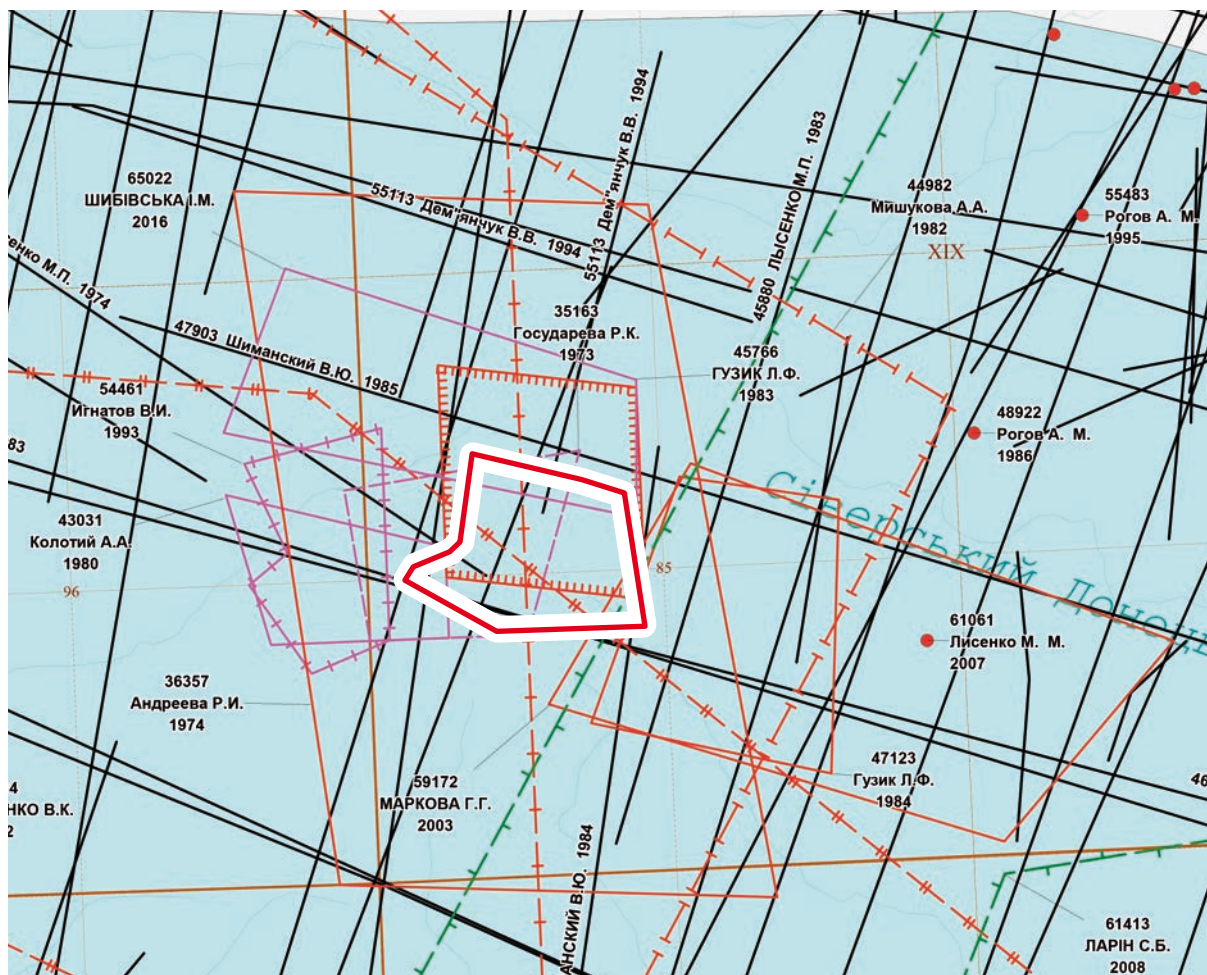 65022
ШИБІВСЬКА І.М.
2016
55113 Дем"янчук В.В. 1994
55113 Дем"янчук В.В. 1994
45880 ЛЫСЕНКО М.П. 1983
44982
Мишукова А.А.
1982
55483
Рогов А. М.
1995
XIX
енко М.П. 1974
47903 Шиманский В.Ю. 1985
35163
Государева Р.К.
1973
45766
ГУЗИК Л.Ф.
1983
54461
Игнатов В.И.
1993
83
48922
Рогов А. М.
1986
Сіверський Донець
43031
Колотий А.А.
1980
96
85
61061
Лисенко М. М.
2007
36357
Андреева Р.И.
1974
59172
МАРКОВА Г.Г.
2003
47123
Гузик Л.Ф.
1984
46
4
НКО В.К.
2
АНСКИЙ В.Ю. 1984
61413
ЛАРІН С.Б.
2008